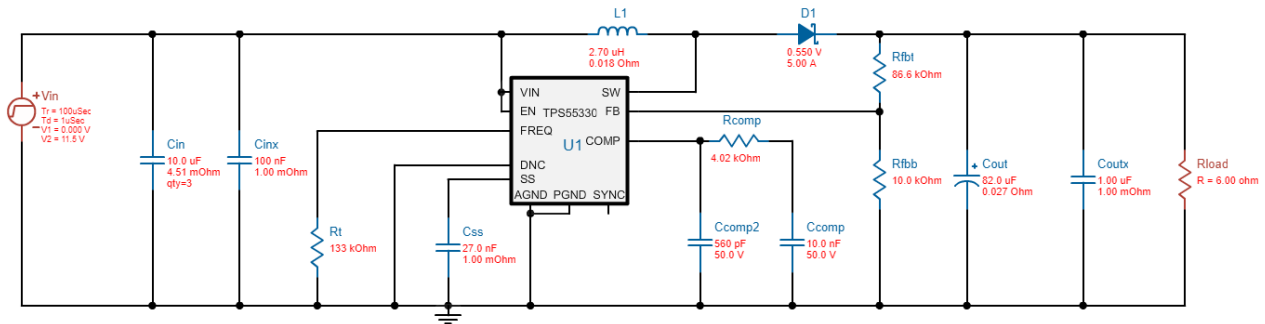 L1
2.70 uH
0.018 Ohm
D1
0.550 V
5.00 A
Rfbt
86.6 kOhm
Vin
Tr = 100uSec
Td = 1uSec
V1 = 0.000 V
V2 = 11.5 V
Cin
10.0 uF
4.51 mOhm
qty=3
Cinx
100 nF
1.00 mOhm
VIN
EN
FREQ
DNC
SS
AGND
PGND
SYNC
SW
TPS55330
FB
COMP
U1
Rcomp
4.02 kOhm
Rt
133 kOhm
Css
27.0 nF
1.00 mOhm
Ccomp2
560 pF
50.0 V
Ccomp
10.0 nF
50.0 V
Rfbb
10.0 kOhm
+
Cout
82.0 uF
0.027 Ohm
Coutx
1.00 uF
1.00 mOhm
Rload
R = 6.00 ohm